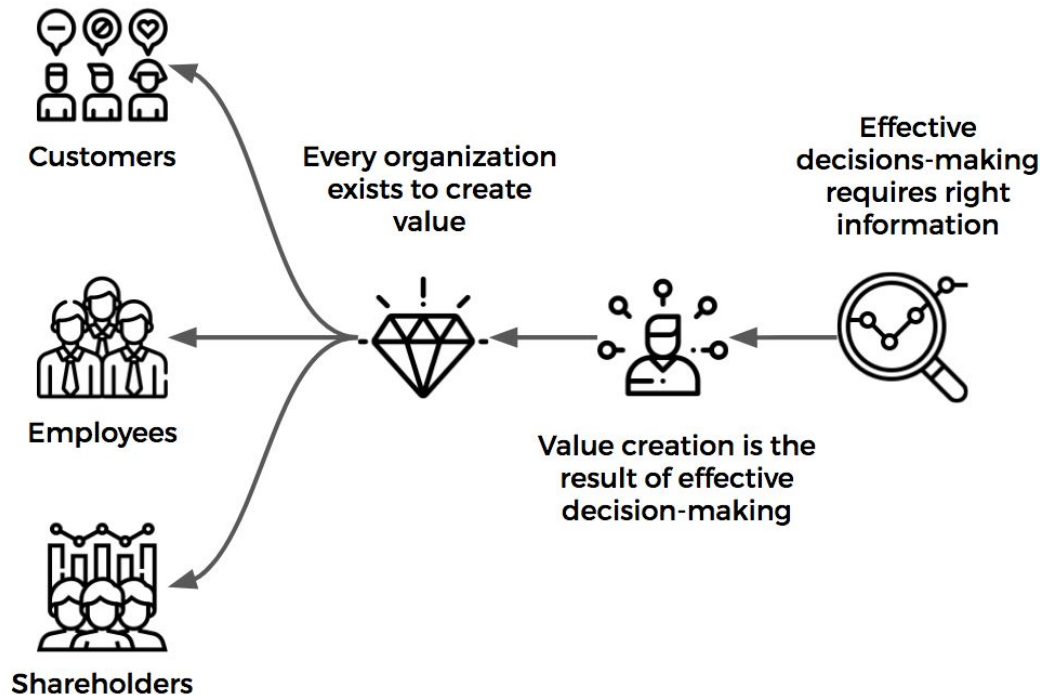 Customers
Every organization
exists to create
value
Effective
decisions-making
requires right
information
Employees
Value creation is the
result of effective
decision-making
Shareholders